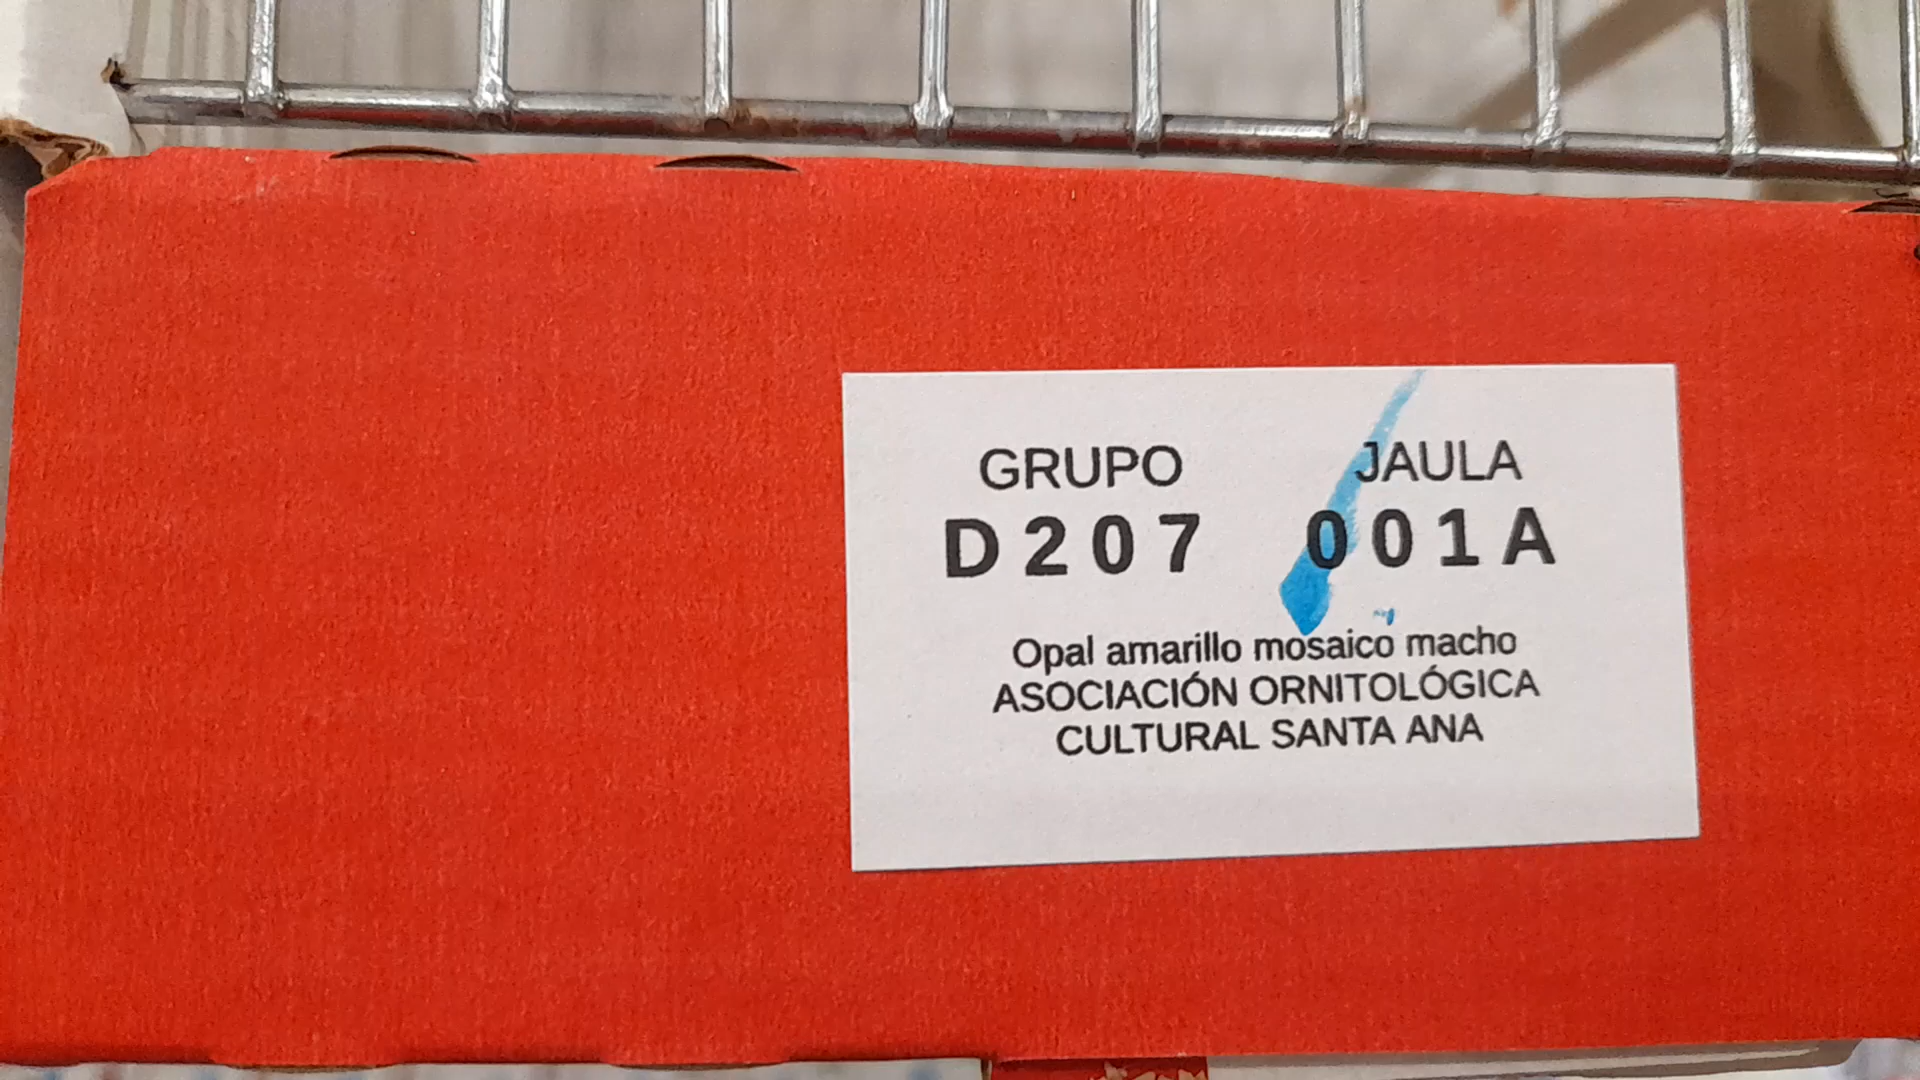 GRUPO JAULA
D207 001A
Opal amarillo mosaico macho
ASOCIACIÓN ORNITOLÓGICA
CULTURAL SANTA ANA